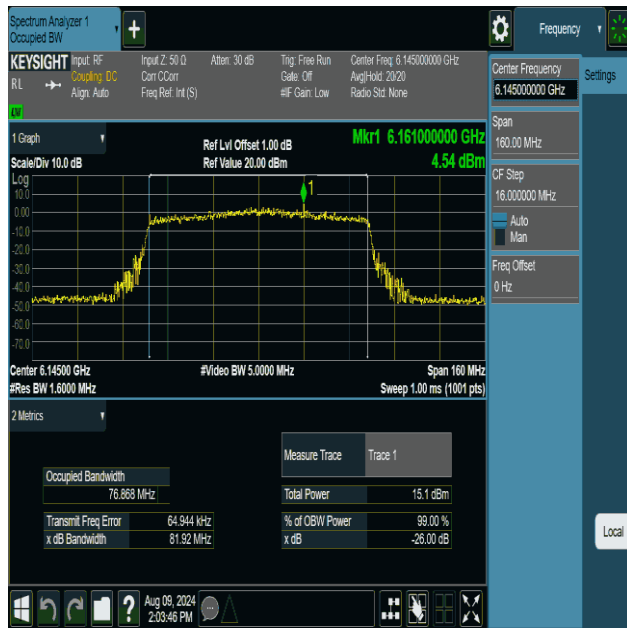 Spectrum Analyzer 1
Occupied BW
Frequency
KEYSIGHT
RL
Input: RF
Coupling: DC
Align: Auto
Input Z: 50 Ω
Corr CCorr
Freq Ref: Int (S)
Atten: 30 dB
Trig: Free Run
Gate: Off
#IF Gain: Low
Center Freq: 6.145000000 GHz
Avg|Hold: 20/20
Radio Std: None
LW
Center Frequency
6.145000000 GHz
Settings
Span
160.00 MHz
CF Step
16.000000 MHz
Auto
Man
Freq Offset
0 Hz
1 Graph
Scale/Div 10.0 dB
Ref Lvl Offset 1.00 dB
Ref Value 20.00 dBm
Mkr1 6.161000000 GHz
4.54 dBm
Log
10.0
0.00
-10.0
-20.0
-30.0
-40.0
-50.0
-60.0
-70.0
1
Center 6.14500 GHz
#Res BW 1.6000 MHz
#Video BW 5.0000 MHz
Span 160 MHz
Sweep 1.00 ms (1001 pts)
2 Metrics
Measure Trace Trace 1
Occupied Bandwidth
76.868 MHz
Total Power 15.1 dBm
Transmit Freq Error 64.944 kHz
% of OBW Power 99.00 %
x dB Bandwidth 81.92 MHz
x dB -26.00 dB
Local
?
Aug 09, 2024
2:03:46 PM